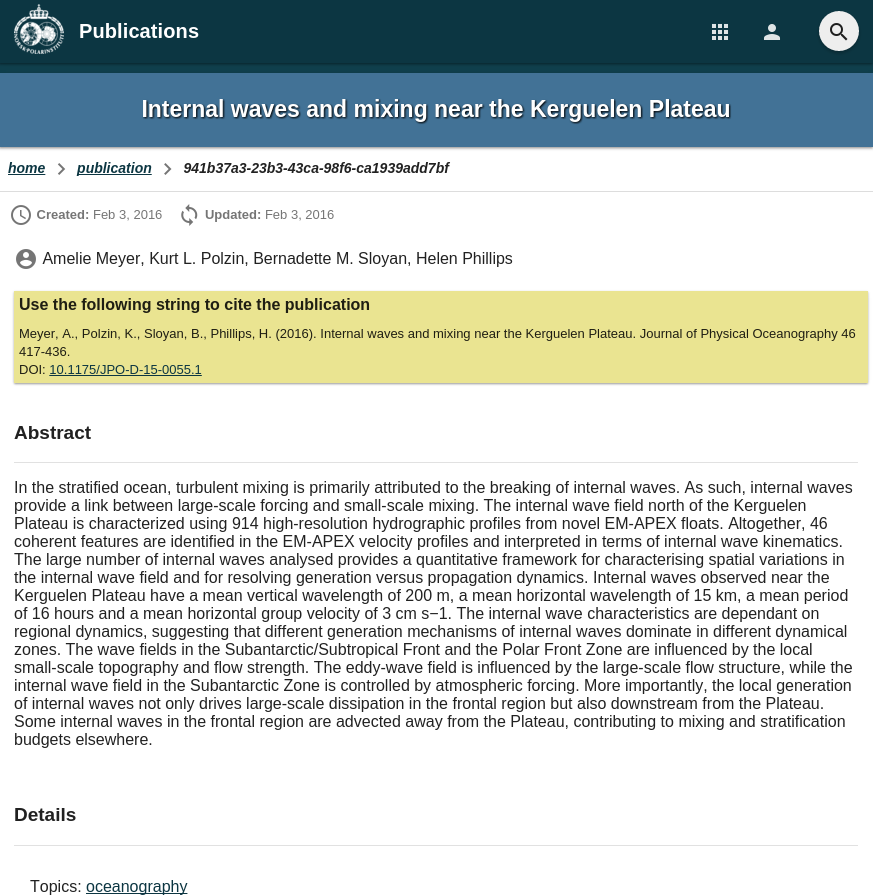 Publications
Internal waves and mixing near the Kerguelen Plateau
home > publication > 941b37a3-23b3-43ca-98f6-ca1939add7bf
Created: Feb 3, 2016 Updated: Feb 3, 2016
Amelie Meyer, Kurt L. Polzin, Bernadette M. Sloyan, Helen Phillips
Use the following string to cite the publication
Meyer, A., Polzin, K., Sloyan, B., Phillips, H. (2016). Internal waves and mixing near the Kerguelen Plateau. Journal of Physical Oceanography 46
417-436.
DOI: 10.1175/JPO-D-15-0055.1
Abstract
In the stratified ocean, turbulent mixing is primarily attributed to the breaking of internal waves. As such, internal waves
provide a link between large-scale forcing and small-scale mixing. The internal wave field north of the Kerguelen
Plateau is characterized using 914 high-resolution hydrographic profiles from novel EM-APEX floats. Altogether, 46
coherent features are identified in the EM-APEX velocity profiles and interpreted in terms of internal wave kinematics.
The large number of internal waves analysed provides a quantitative framework for characterising spatial variations in
the internal wave field and for resolving generation versus propagation dynamics. Internal waves observed near the
Kerguelen Plateau have a mean vertical wavelength of 200 m, a mean horizontal wavelength of 15 km, a mean period
of 16 hours and a mean horizontal group velocity of 3 cm s−1. The internal wave characteristics are dependant on
regional dynamics, suggesting that different generation mechanisms of internal waves dominate in different dynamical
zones. The wave fields in the Subantarctic/Subtropical Front and the Polar Front Zone are influenced by the local
small-scale topography and flow strength. The eddy-wave field is influenced by the large-scale flow structure, while the
internal wave field in the Subantarctic Zone is controlled by atmospheric forcing. More importantly, the local generation
of internal waves not only drives large-scale dissipation in the frontal region but also downstream from the Plateau.
Some internal waves in the frontal region are advected away from the Plateau, contributing to mixing and stratification
budgets elsewhere.
Details
Topics: oceanography